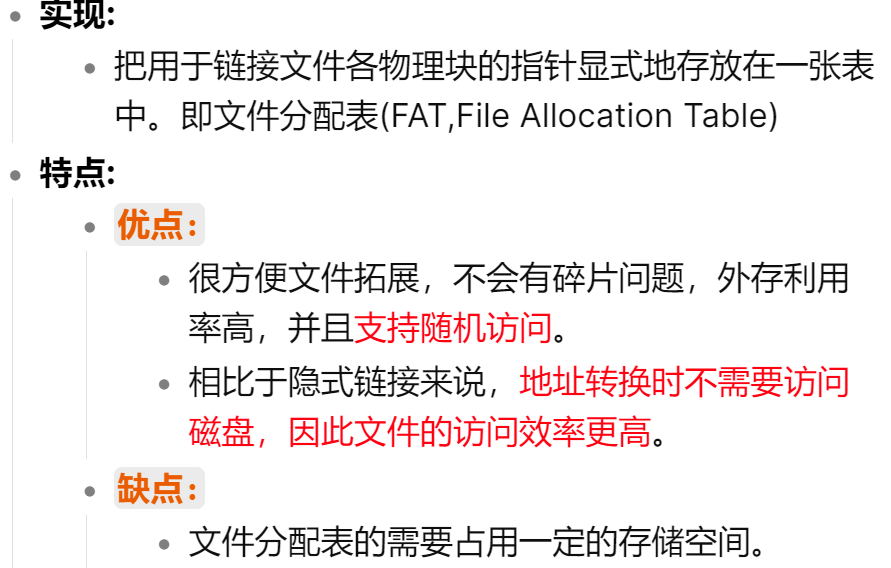 实现:
把用于链接文件各物理块的指针显式地存放在一张表
中。即文件分配表(FAT,File Allocation Table)
特点:
优点：
很方便文件拓展，不会有碎片问题，外存利用
率高，并且支持随机访问。
相比于隐式链接来说，地址转换时不需要访问
磁盘，因此文件的访问效率更高。
缺点：
文件分配表的需要占用一定的存储空间。